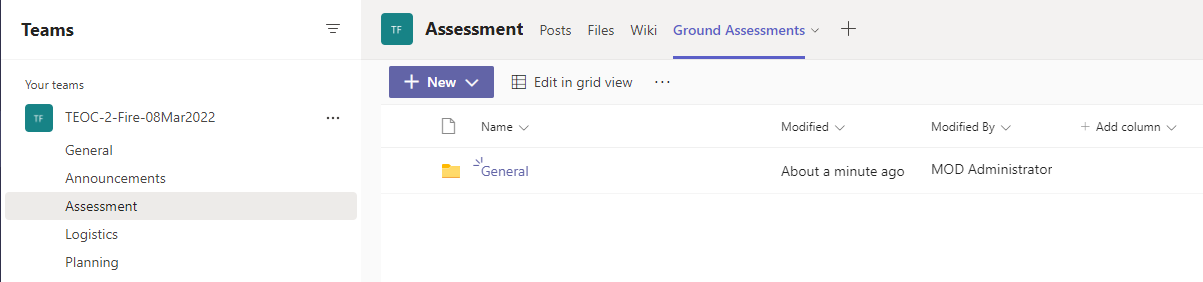 Teams
Your teams
TF TEOC-2-Fire-08Mar2022 ...
General
Announcements
Assessment
Logistics
Planning
TF Assessment Posts Files Wiki Ground Assessments
+ New Edit in grid view ...
Name Modified Modified By + Add column
General About a minute ago MOD Administrator